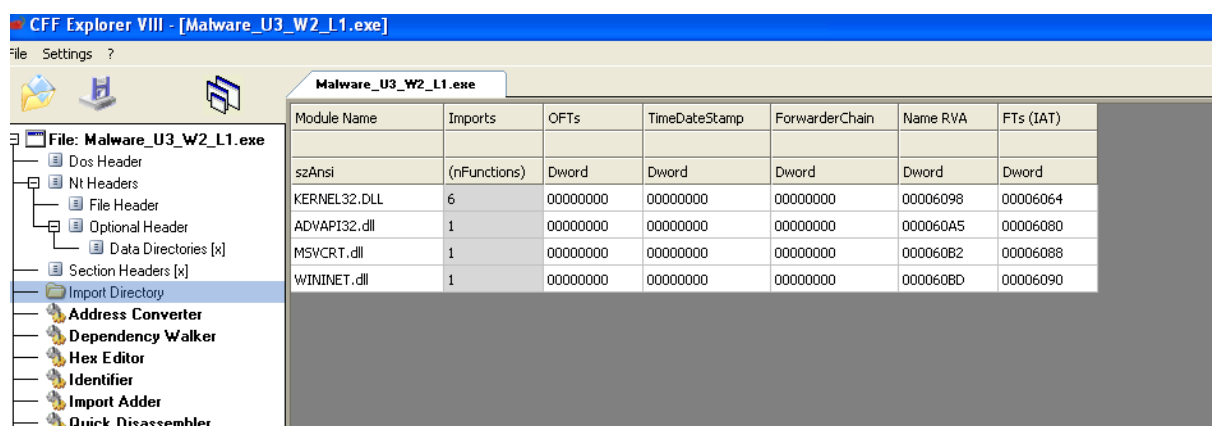 CFF Explorer VIII - [Malware_U3_W2_L1.exe]
File Settings ?
Malware_U3_W2_L1.exe
Module Name Imports OFTs TimeDateStamp ForwarderChain Name RVA FTs (IAT)
szAnsi (nFunctions) Dword Dword Dword Dword Dword
KERNEL32.DLL 6 00000000 00000000 00000000 00006098 00006064
ADVAPI32.dll 1 00000000 00000000 00000000 000060A5 00006080
MSVCRT.dll 1 00000000 00000000 00000000 000060B2 00006088
WININET.dll 1 00000000 00000000 00000000 000060BD 00006090
File: Malware_U3_W2_L1.exe
Dos Header
Nt Headers
File Header
Optional Header
Data Directories [x]
Section Headers [x]
Import Directory
Address Converter
Dependency Walker
Hex Editor
Identifier
Import Adder
Quick Disassembler